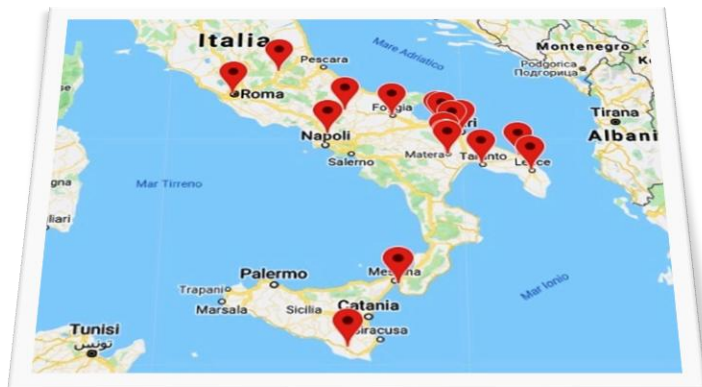 Italia
Pescara
Mare Adriatico
Montenegro
Podgorica
Подгорица
Roma
Foggia
Tirana
Albani
Napoli
Salerno
Matera
Taranto
Lecce
Mar Tirreno
Palermo
Messina
Mar Ionio
Trapani
Marsala
Sicilia
Catania
Siracusa
Tunisi
تونس